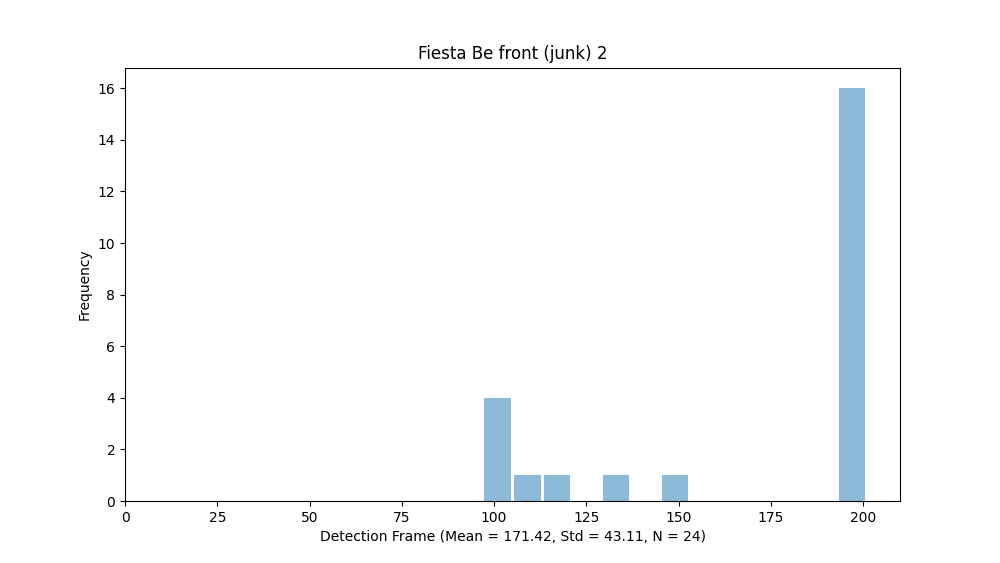 Fiesta Be front (junk) 2
16
14
12
10
8
6
4
2
0
Frequency
0 25 50 75 100 125 150 175 200
Detection Frame (Mean = 171.42, Std = 43.11, N = 24)